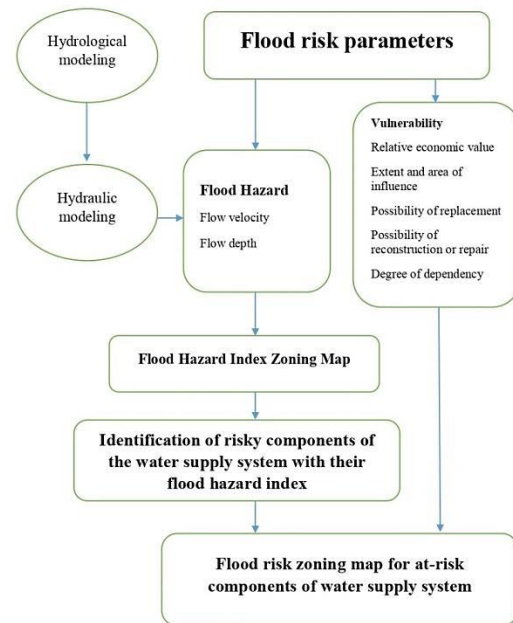 Hydrological
modeling
Flood risk parameters
Hydraulic
modeling
Flood Hazard
Flow velocity
Flow depth
Vulnerability
Relative economic value
Extent and area of
influence
Possibility of replacement
Possibility of
reconstruction or repair
Degree of dependency
Flood Hazard Index Zoning Map
Identification of risky components of
the water supply system with their
flood hazard index
Flood risk zoning map for at-risk
components of water supply system